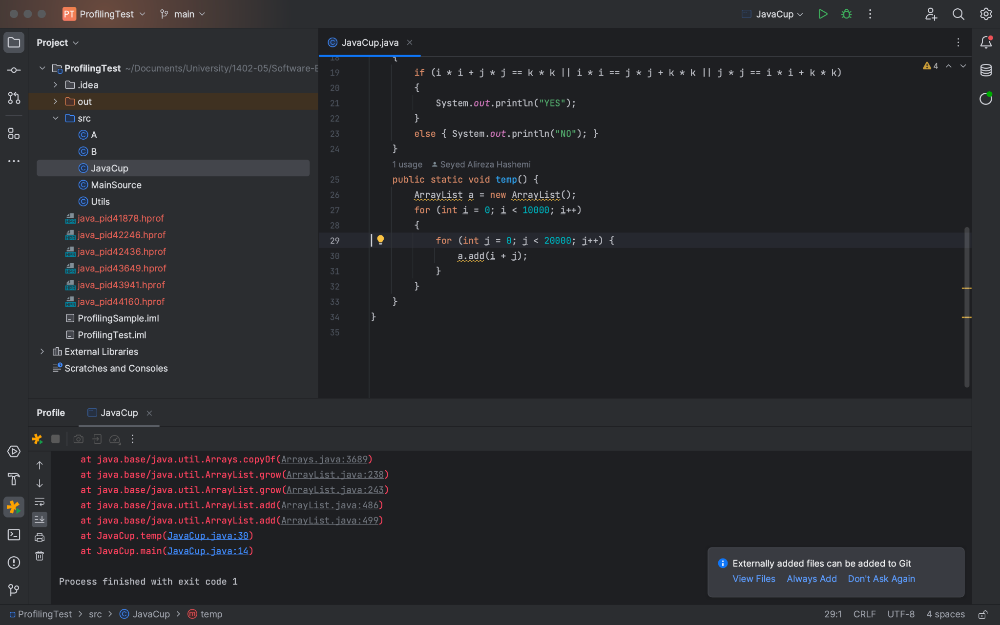 PT ProfilingTest main JavaCup
Project
JavaCup.java
ProfilingTest ~/Documents/University/1402-05/Software-E
.idea
out
src
A
B
JavaCup
MainSource
Utils
java_pid41878.hprof
java_pid42246.hprof
java_pid42436.hprof
java_pid43649.hprof
java_pid43941.hprof
java_pid44160.hprof
ProfilingSample.iml
ProfilingTest.iml
External Libraries
Scratches and Consoles
4
18 {
19 if (i * i + j * j == k * k || i * i == j * j + k * k || j * j == i * i + k * k)
20 {
21 System.out.println("YES");
22 }
23 else { System.out.println("NO"); }
24 }
1 usage Seyed Alireza Hashemi
25 public static void temp() {
26 ArrayList a = new ArrayList();
27 for (int i = 0; i < 10000; i++)
28 {
29 for (int j = 0; j < 20000; j++) {
30 a.add(i + j);
31 }
32 }
33 }
34 }
35
Profile JavaCup
at java.base/java.util.Arrays.copyOf(Arrays.java:3689)
at java.base/java.util.ArrayList.grow(ArrayList.java:238)
at java.base/java.util.ArrayList.grow(ArrayList.java:243)
at java.base/java.util.ArrayList.add(ArrayList.java:486)
at java.base/java.util.ArrayList.add(ArrayList.java:499)
at JavaCup.temp(JavaCup.java:30)
at JavaCup.main(JavaCup.java:14)
Process finished with exit code 1
Externally added files can be added to Git
View Files Always Add Don't Ask Again
ProfilingTest > src > JavaCup > temp
29:1 CRLF UTF-8 4 spaces